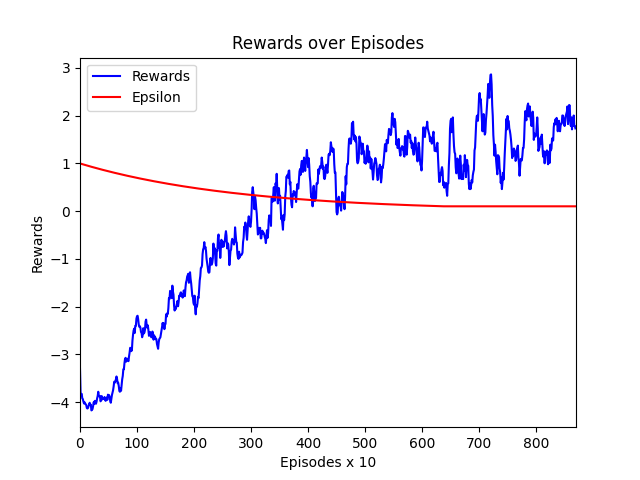 Rewards over Episodes
Rewards
Epsilon
3
2
1
0
−1
−2
−3
−4
Rewards
0 100 200 300 400 500 600 700 800
Episodes x 10